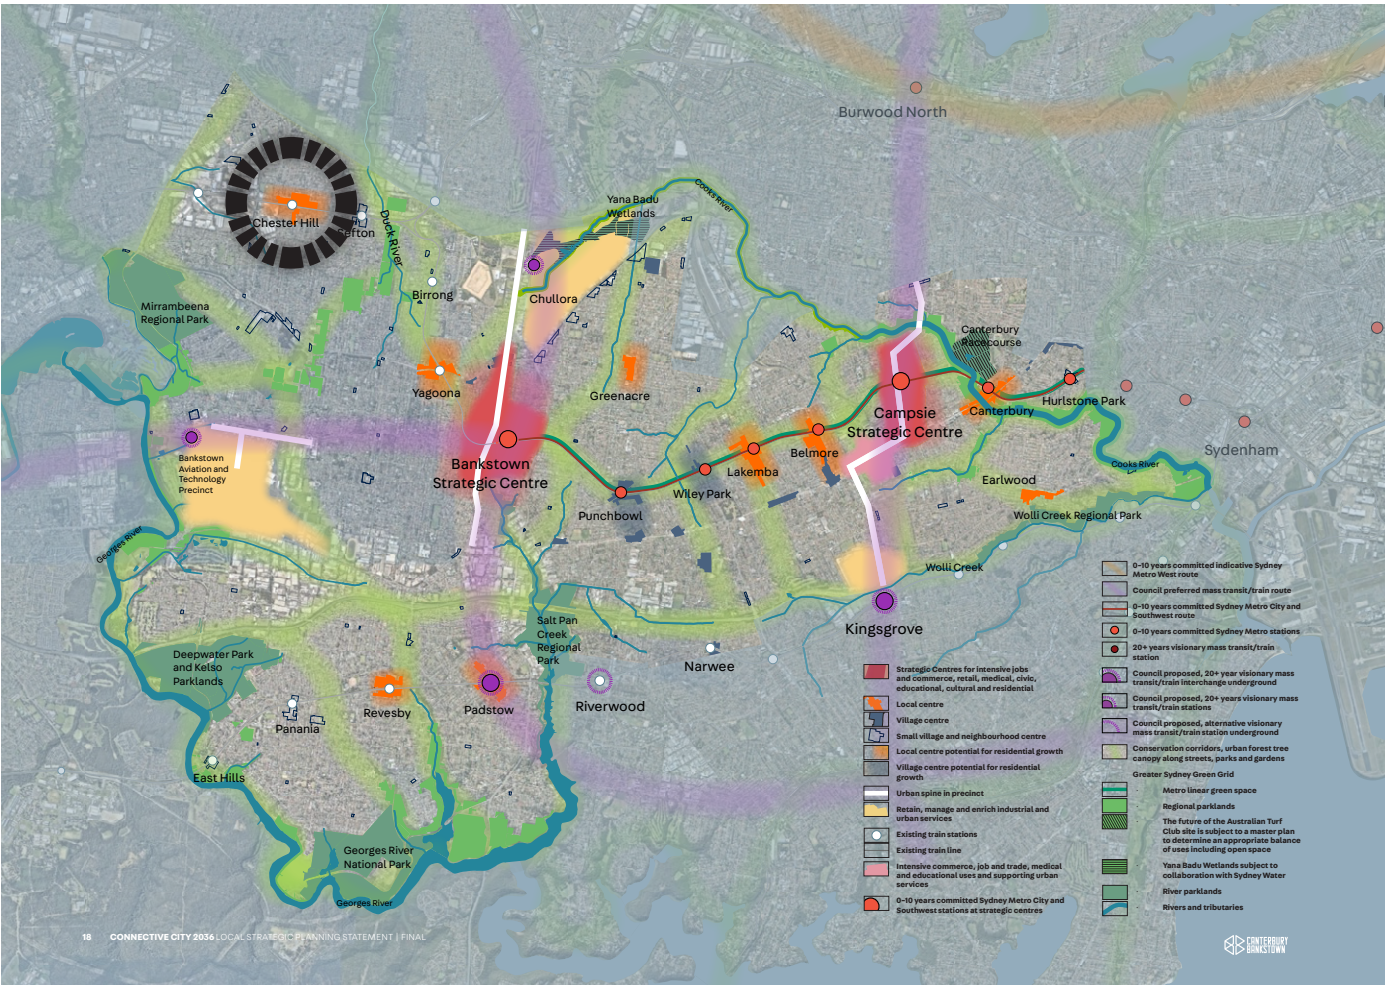 Burwood North
Cooks River
Yana Badu
Wetlands
Chester Hill
Sefton
Duck River
Birrong
Chullora
Mirrambeena
Regional Park
Canterbury
Racecourse
Yagoona
Greenacre
Hurlstone Park
Canterbury
Campsie
Strategic Centre
Sydenham
Belmore
Bankstown
Aviation and
Technology
Precinct
Bankstown
Strategic Centre
Lakemba
Cooks River
Wiley Park
Earlwood
Punchbowl
Wolli Creek Regional Park
Georges River
Wolli Creek
Salt Pan
Creek
Regional
Park
Kingsgrove
Deepwater Park
and Kelso
Parklands
Narwee
Riverwood
Padstow
Revesby
Panania
East Hills
Georges River
National Park
Georges River
Strategic Centres for intensive jobs
and commerce, retail, medical, civic,
educational, cultural and residential
Local centre
Village centre
Small village and neighbourhood centre
Local centre potential for residential growth
Village centre potential for residential
growth
Urban spine in precinct
Retain, manage and enrich industrial and
urban services
Existing train stations
Existing train line
Intensive commerce, job and trade, medical
and educational uses and supporting urban
services
0-10 years committed Sydney Metro City and
Southwest stations at strategic centres
0-10 years committed indicative Sydney
Metro West route
Council preferred mass transit/train route
0-10 years committed Sydney Metro City and
Southwest route
0-10 years committed Sydney Metro stations
20+ years visionary mass transit/train
station
Council proposed, 20+ year visionary mass
transit/train interchange underground
Council proposed, 20+ years visionary mass
transit/train stations
Council proposed, alternative visionary
mass transit/train station underground
Conservation corridors, urban forest tree
canopy along streets, parks and gardens
Greater Sydney Green Grid
Metro linear green space
Regional parklands
The future of the Australian Turf
Club site is subject to a master plan
to determine an appropriate balance
of uses including open space
Yana Badu Wetlands subject to
collaboration with Sydney Water
River parklands
Rivers and tributaries
18 CONNECTIVE CITY 2036 LOCAL STRATEGIC PLANNING STATEMENT | FINAL
CANTERBURY
BANKSTOWN